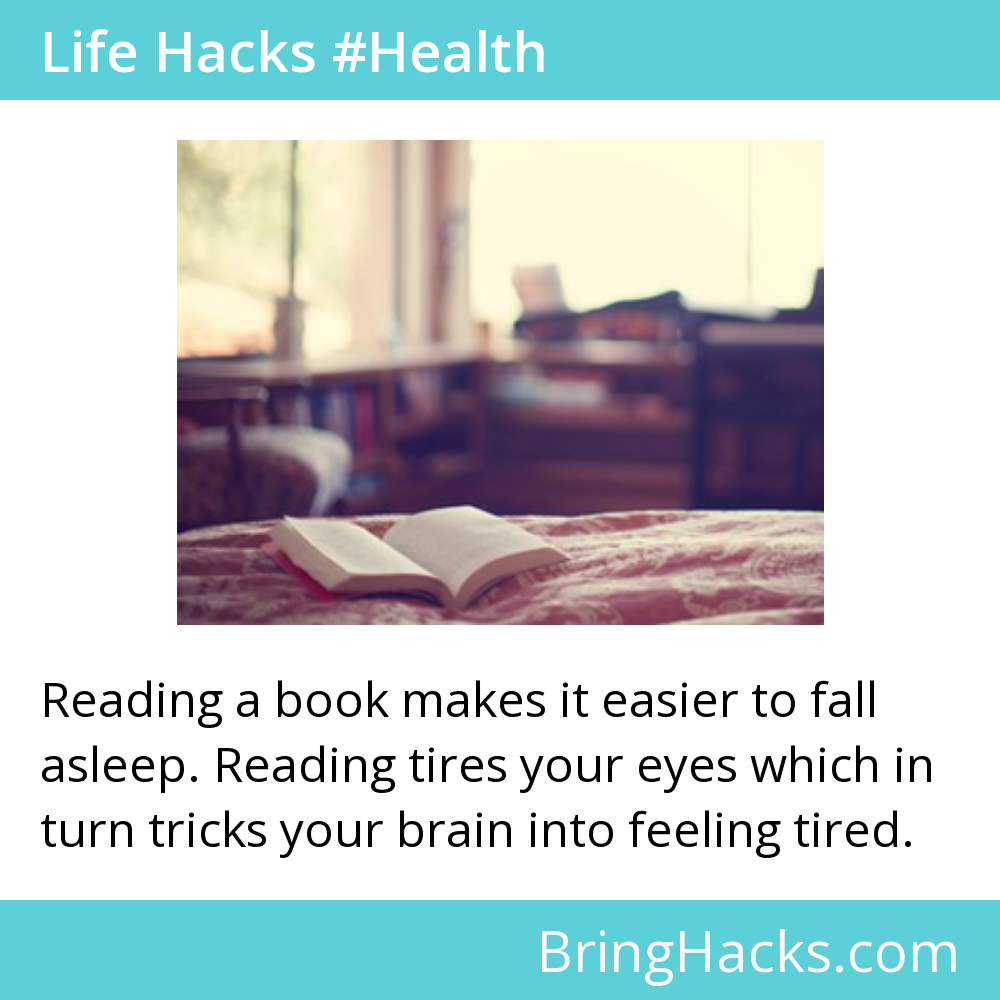 Life Hacks #Health
Reading a book makes it easier to fall
asleep. Reading tires your eyes which in
turn tricks your brain into feeling tired.
BringHacks.com